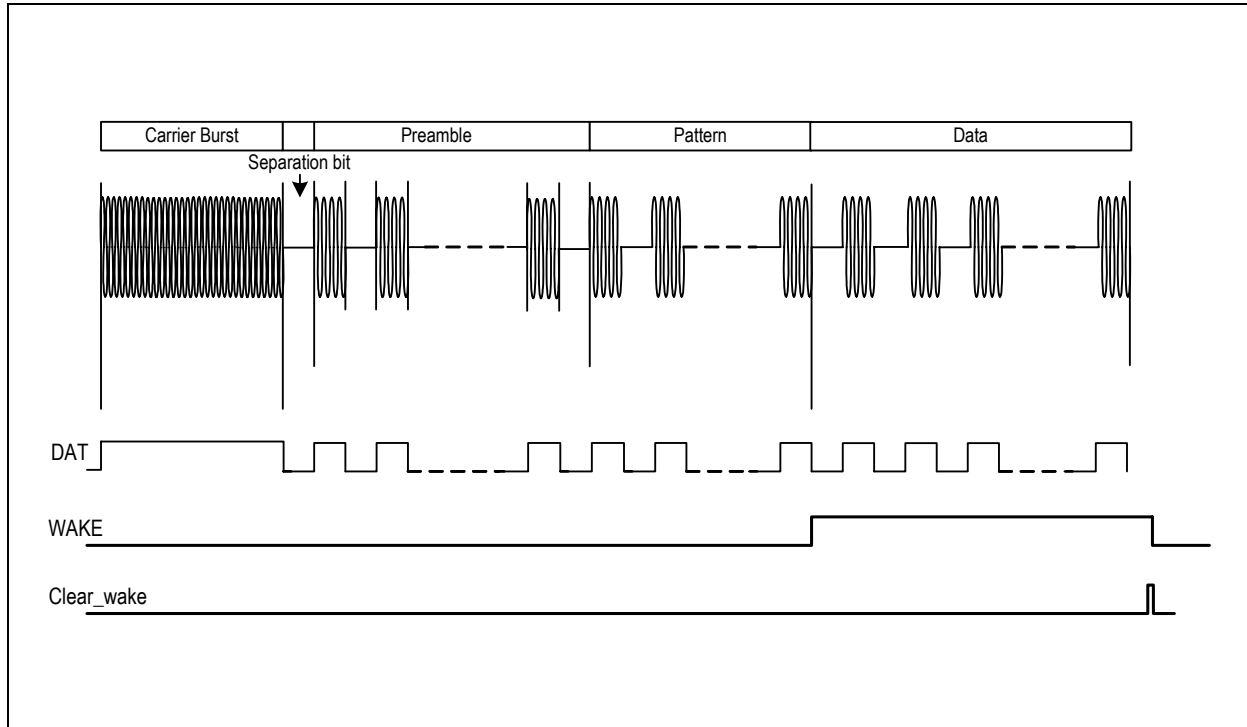 Carrier Burst Preamble Pattern Data
Separation bit
DAT
WAKE
Clear_wake